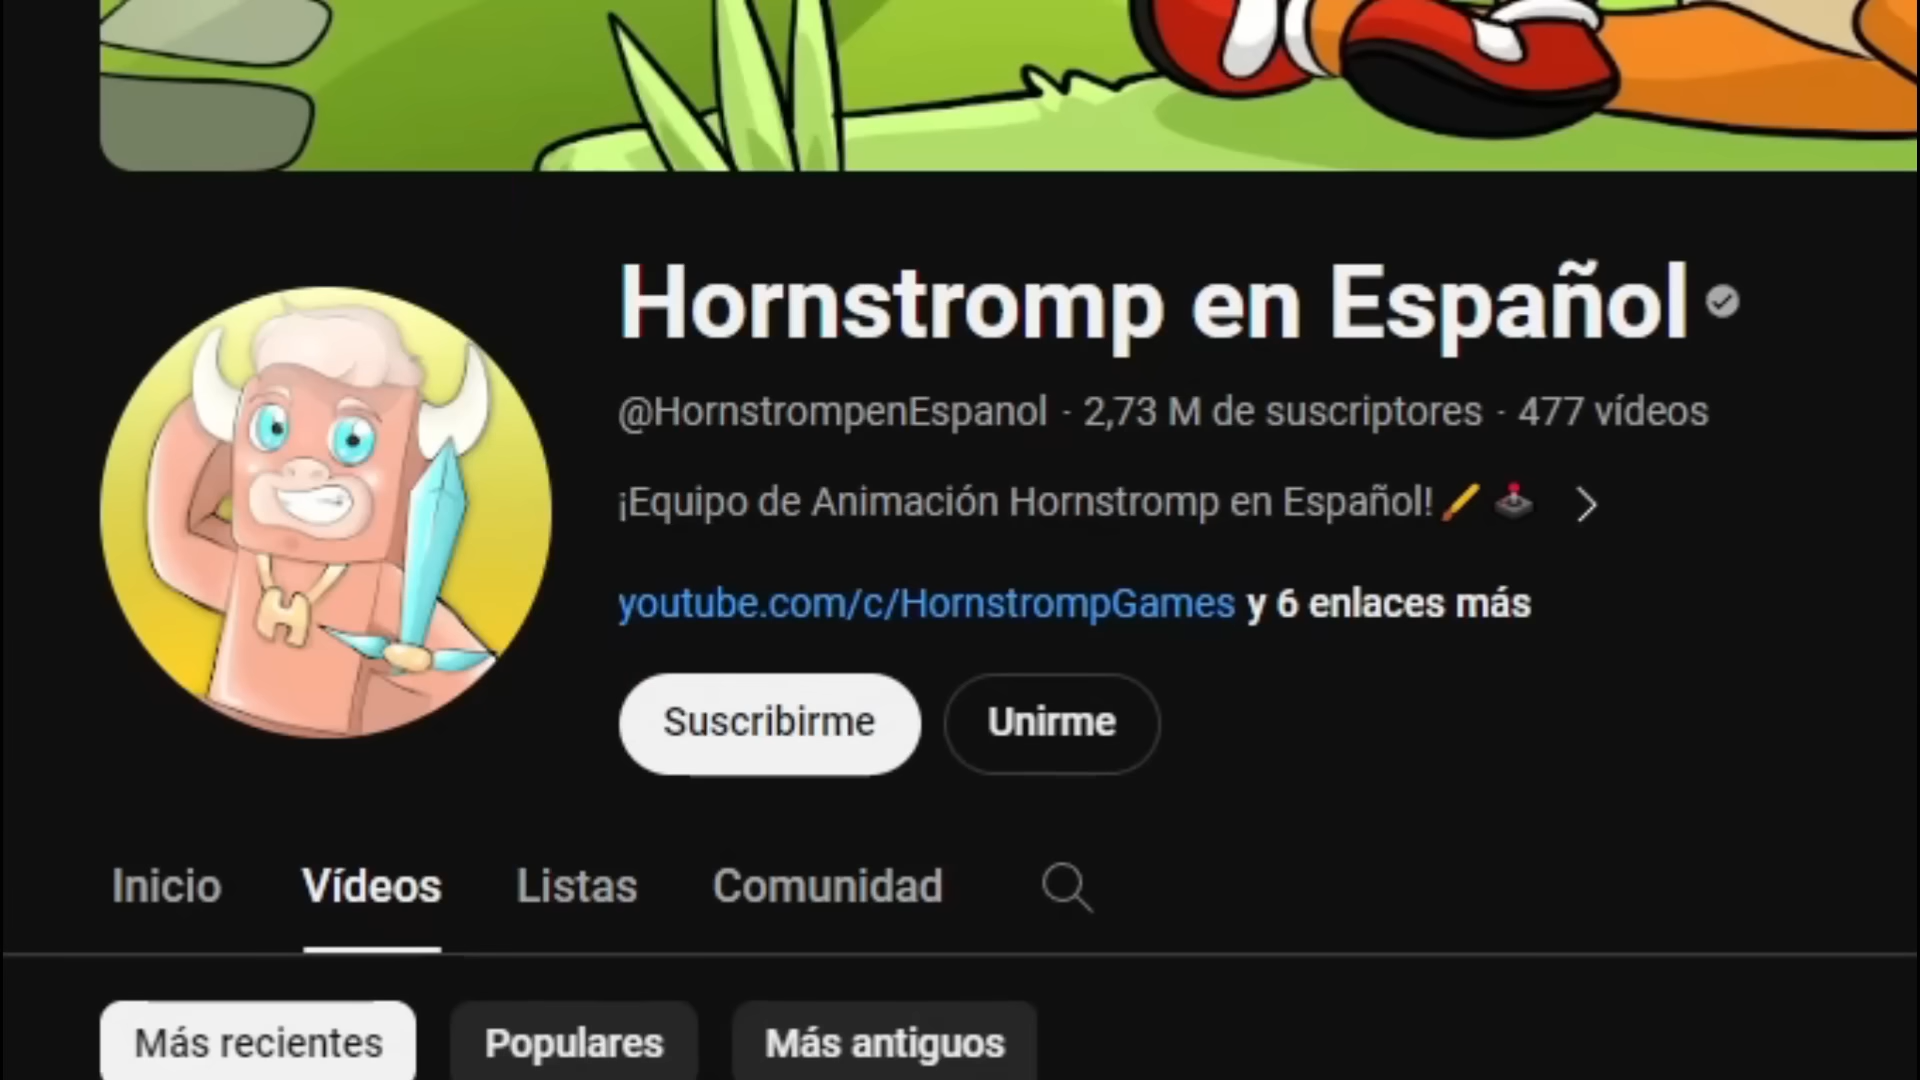 Hornstromp en Español
@HornstrompenEspanol · 2,73 M de suscriptores · 477 vídeos
¡Equipo de Animación Hornstromp en Español!🖌️ 🕹️
youtube.com/c/HornstrompGames y 6 enlaces más
H
Suscribirme Unirme
Inicio Vídeos Listas Comunidad
Más recientes Populares Más antiguos